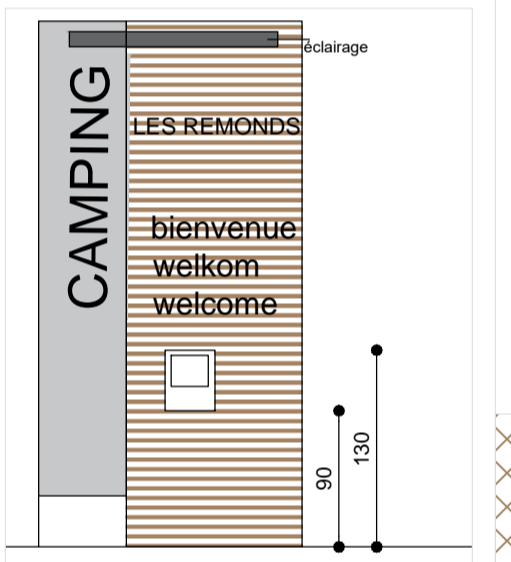 éclairage
CAMPING
LES REMONDS
bienvenue
welkom
welcome
130
90